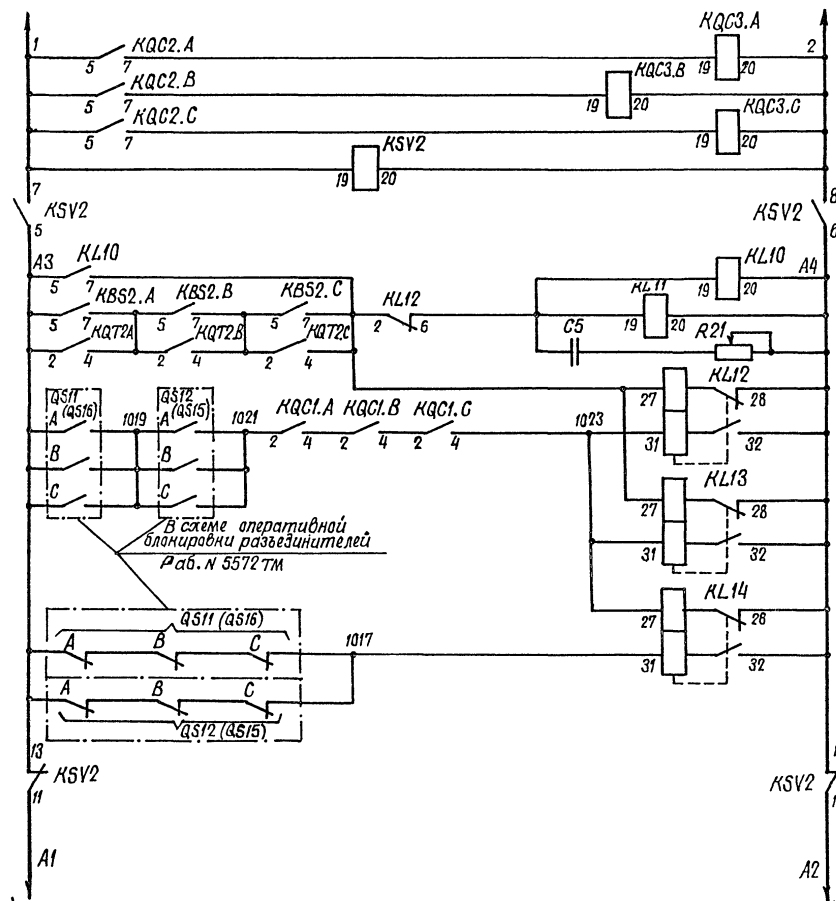 1 KQC2.A KQC3.A 2
5 7 19 20
KQC2.B KQC3.B
5 7 19 20
KQC2.C KQC3.C
5 7 19 20
KSV2
19 20
7 8
KSV2 KSV2
5 6
A3 KL10 KL10 A4
5 7 19 20
KBS2.A KBS2.B KBS2.C KL12 KL11
5 7 5 7 5 7 2 6 19 20
KQT2A KQT2.B KQT2.C C5 R21
2 4 2 4 2 4
QS11 (QS16) QS12 (QS15) KL12
27 28
A 1019 A 1021 KQC1.A KQC1.B KQC1.C 1023
2 4 2 4 2 4 31 32
B B
KL13
C C 27 28
В схеме оперативной
блокировки разъединителей
Раб. N 5572 ТМ
31 32
KL14
QS11 (QS16) 27 28
A B C 1017
31 32
A B C
QS12 (QS15)
13 1
KSV2 KSV2
11 1
A1 A2